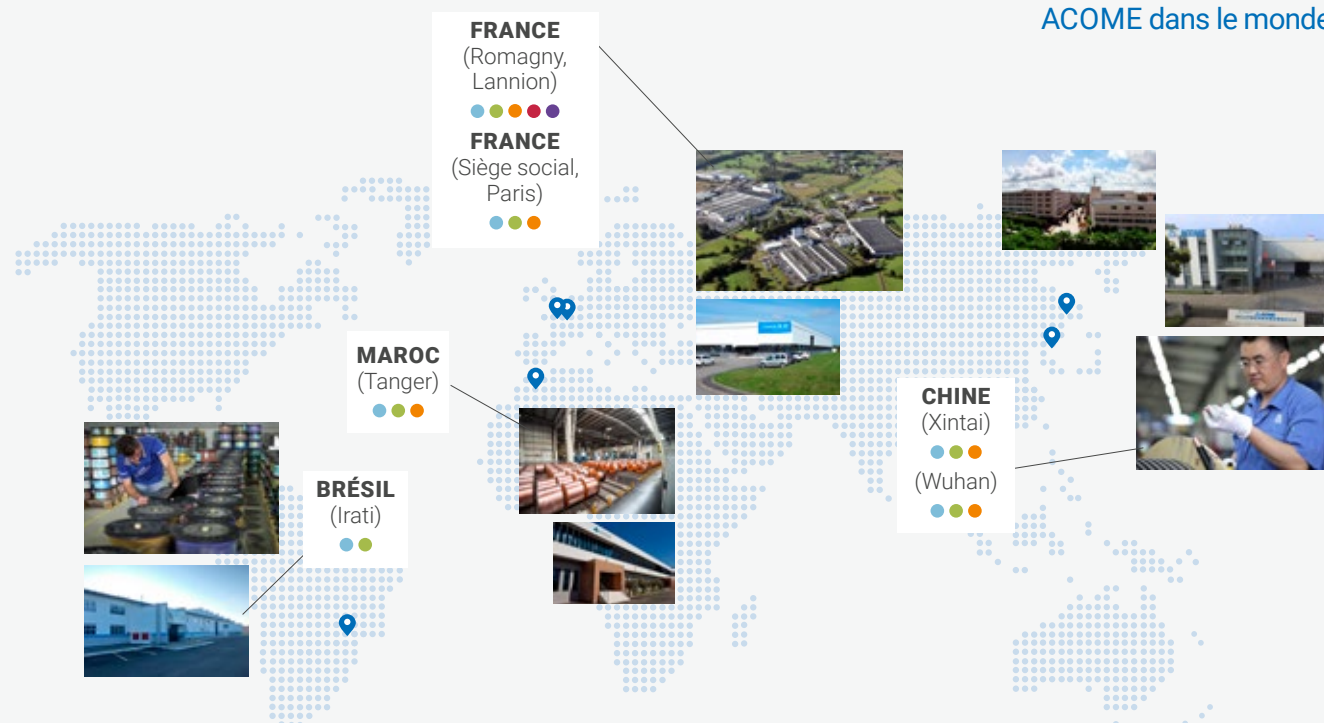 ACOME dans le monde
FRANCE
(Romagny,
Lannion)
FRANCE
(Siège social,
Paris)
MAROC
(Tanger)
BRÉSIL
(Irati)
CHINE
(Xintai)
(Wuhan)